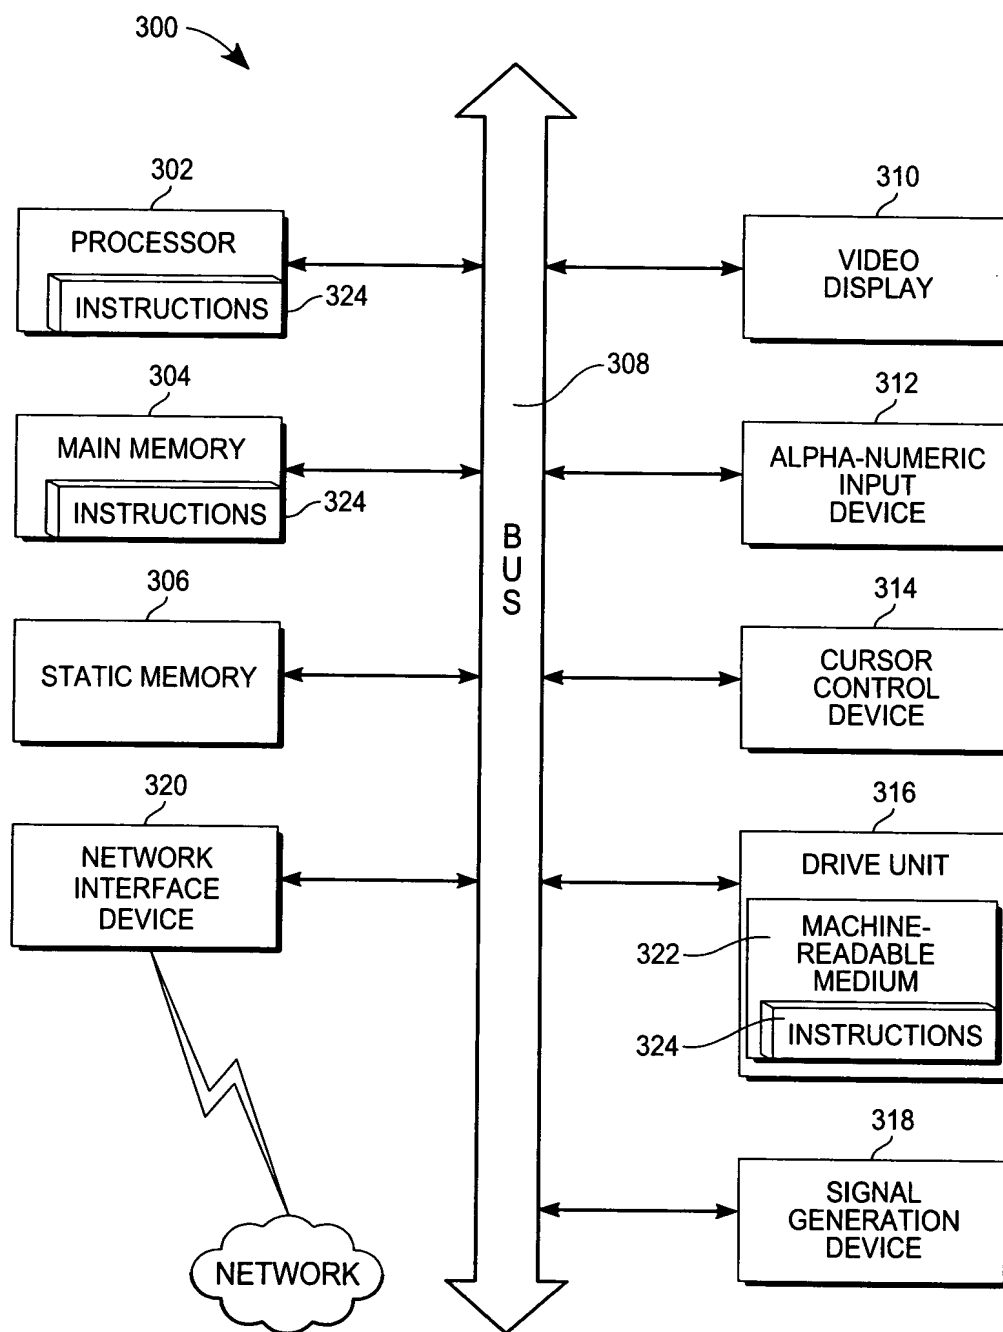 300
302
PROCESSOR
INSTRUCTIONS
324
304
MAIN MEMORY
INSTRUCTIONS
324
306
STATIC MEMORY
320
NETWORK
INTERFACE
DEVICE
NETWORK
308
BUS
310
VIDEO
DISPLAY
312
ALPHA-NUMERIC
INPUT
DEVICE
314
CURSOR
CONTROL
DEVICE
316
DRIVE UNIT
322
MACHINE-
READABLE
MEDIUM
324
INSTRUCTIONS
318
SIGNAL
GENERATION
DEVICE